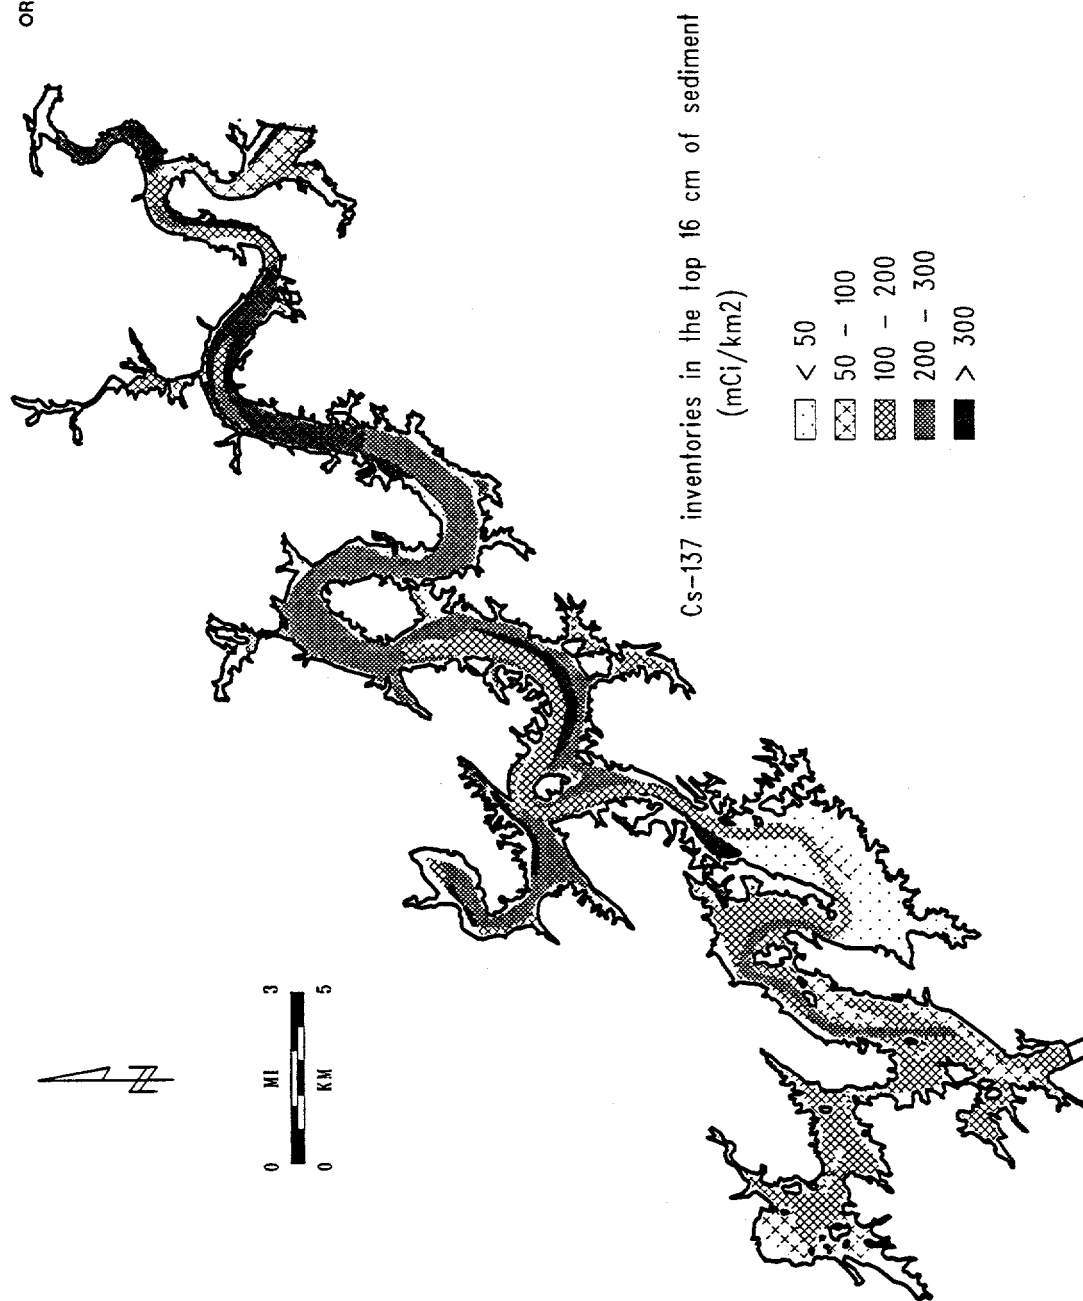 OR
Cs-137 inventories in the top 16 cm of sediment
(mCi/km2)
< 50
50 - 100
100 - 200
200 - 300
> 300
0 MI 3
0 KM 5
N